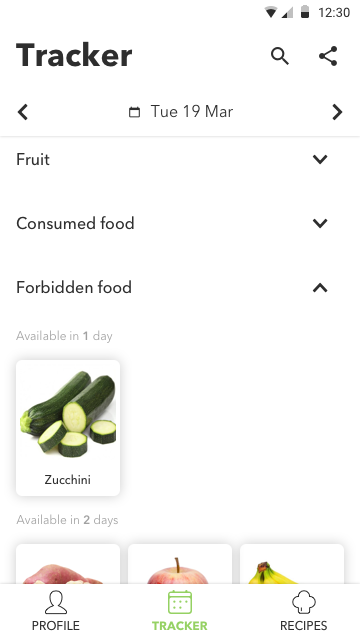 12:30
Tracker
Tue 19 Mar
Fruit
Consumed food
Forbidden food
Available in 1 day
Zucchini
Available in 2 days
PROFILE
TRACKER
RECIPES